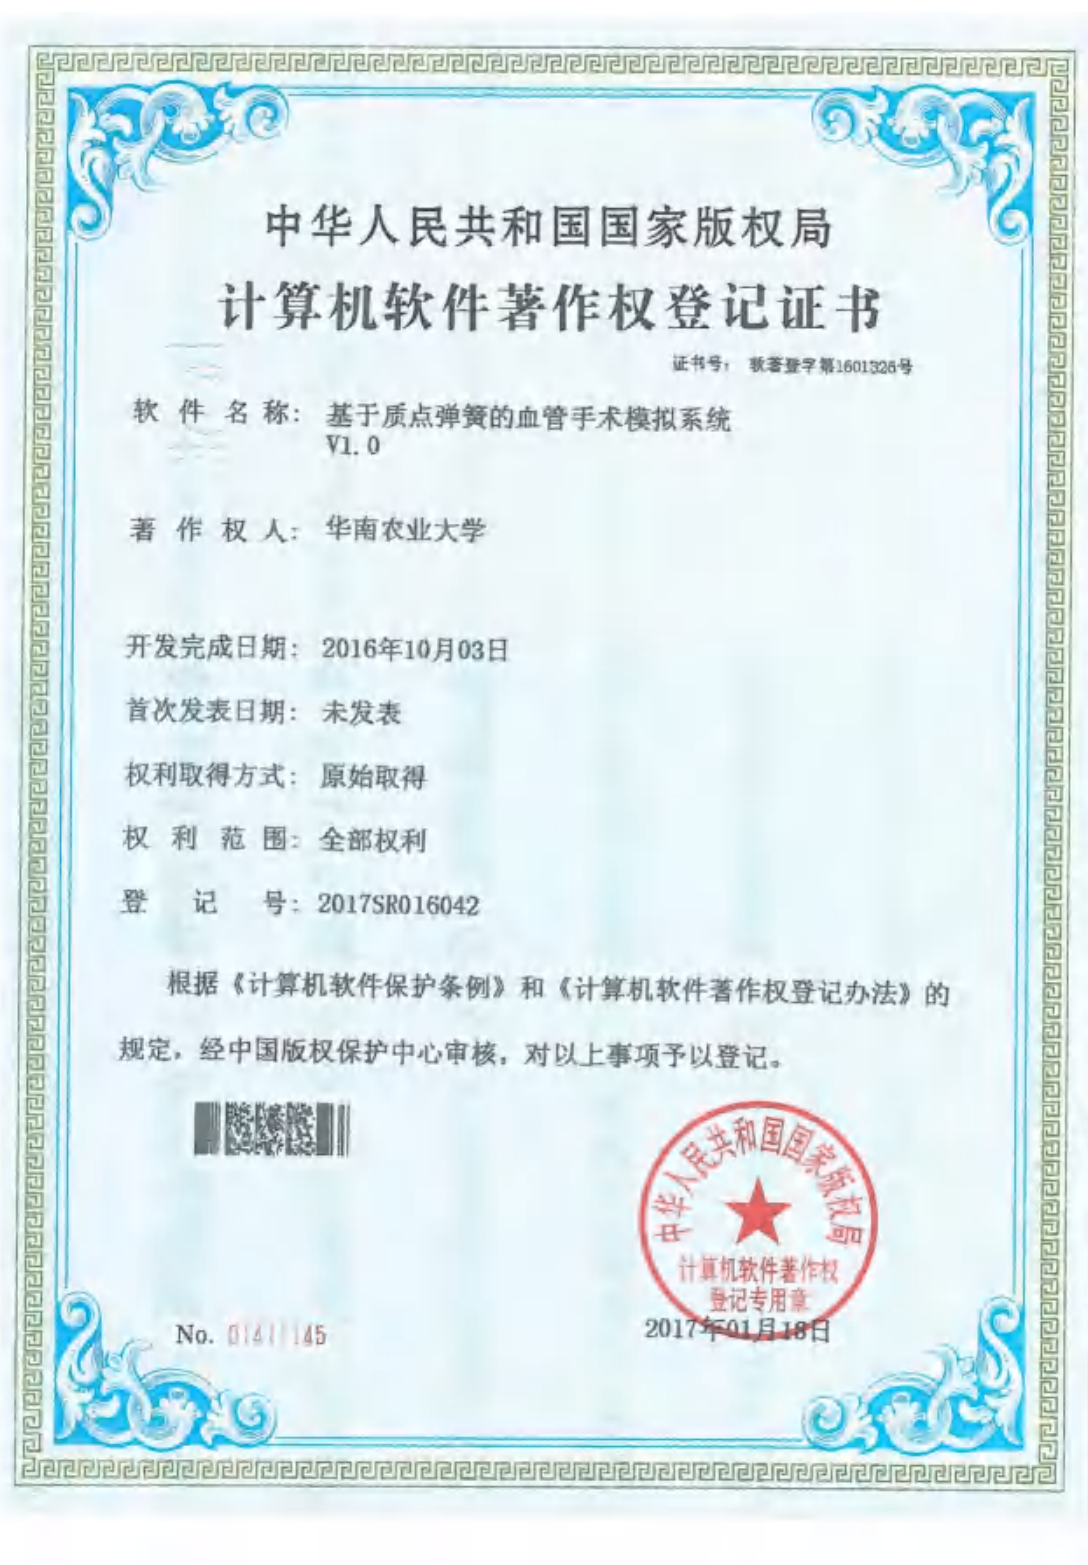 中华人民共和国国家版权局
计算机软件著作权登记证书
证书号: 软著登字第1601326号
软件名称: 基于质点弹簧的血管手术模拟系统
V1.0
著作权人: 华南农业大学
开发完成日期: 2016年10月03日
首次发表日期: 未发表
权利取得方式: 原始取得
权利范围: 全部权利
登记号: 2017SR016042
根据《计算机软件保护条例》和《计算机软件著作权登记办法》的
规定，经中国版权保护中心审核，对以上事项予以登记。
中华人民共和国国家版权局
计算机软件著作权
登记专用章
No. 01411145
2017年01月18日